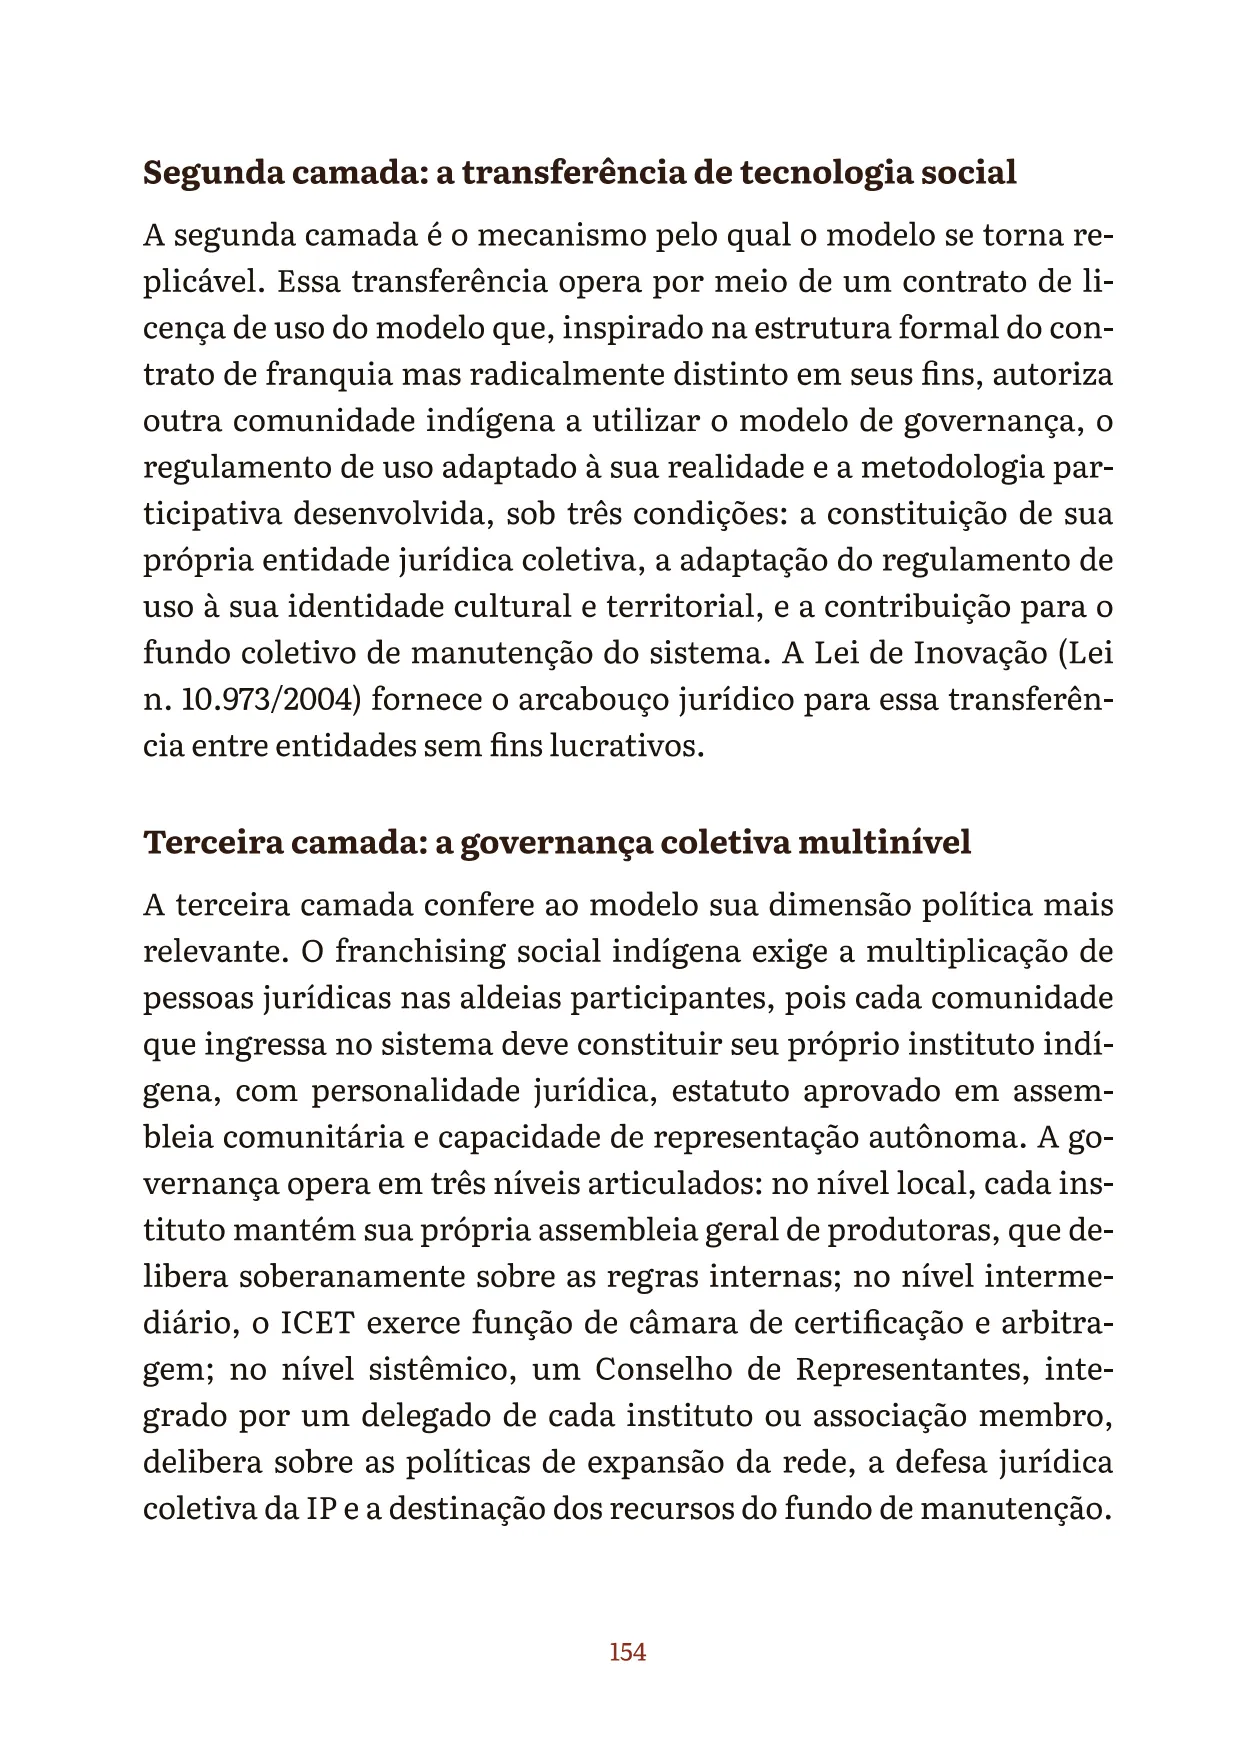 Segunda camada: a transferência de tecnologia social
A segunda camada é o mecanismo pelo qual o modelo se torna re-
plicável. Essa transferência opera por meio de um contrato de li-
cença de uso do modelo que, inspirado na estrutura formal do con-
trato de franquia mas radicalmente distinto em seus fins, autoriza
outra comunidade indígena a utilizar o modelo de governança, o
regulamento de uso adaptado à sua realidade e a metodologia par-
ticipativa desenvolvida, sob três condições: a constituição de sua
própria entidade jurídica coletiva, a adaptação do regulamento de
uso à sua identidade cultural e territorial, e a contribuição para o
fundo coletivo de manutenção do sistema. A Lei de Inovação (Lei
n. 10.973/2004) fornece o arcabouço jurídico para essa transferên-
cia entre entidades sem fins lucrativos.
Terceira camada: a governança coletiva multinível
A terceira camada confere ao modelo sua dimensão política mais
relevante. O franchising social indígena exige a multiplicação de
pessoas jurídicas nas aldeias participantes, pois cada comunidade
que ingressa no sistema deve constituir seu próprio instituto indí-
gena, com personalidade jurídica, estatuto aprovado em assem-
bleia comunitária e capacidade de representação autônoma. A go-
vernança opera em três níveis articulados: no nível local, cada ins-
tituto mantém sua própria assembleia geral de produtoras, que de-
libera soberanamente sobre as regras internas; no nível interme-
diário, o ICET exerce função de câmara de certificação e arbitra-
gem; no nível sistêmico, um Conselho de Representantes, inte-
grado por um delegado de cada instituto ou associação membro,
delibera sobre as políticas de expansão da rede, a defesa jurídica
coletiva da IP e a destinação dos recursos do fundo de manutenção.
154